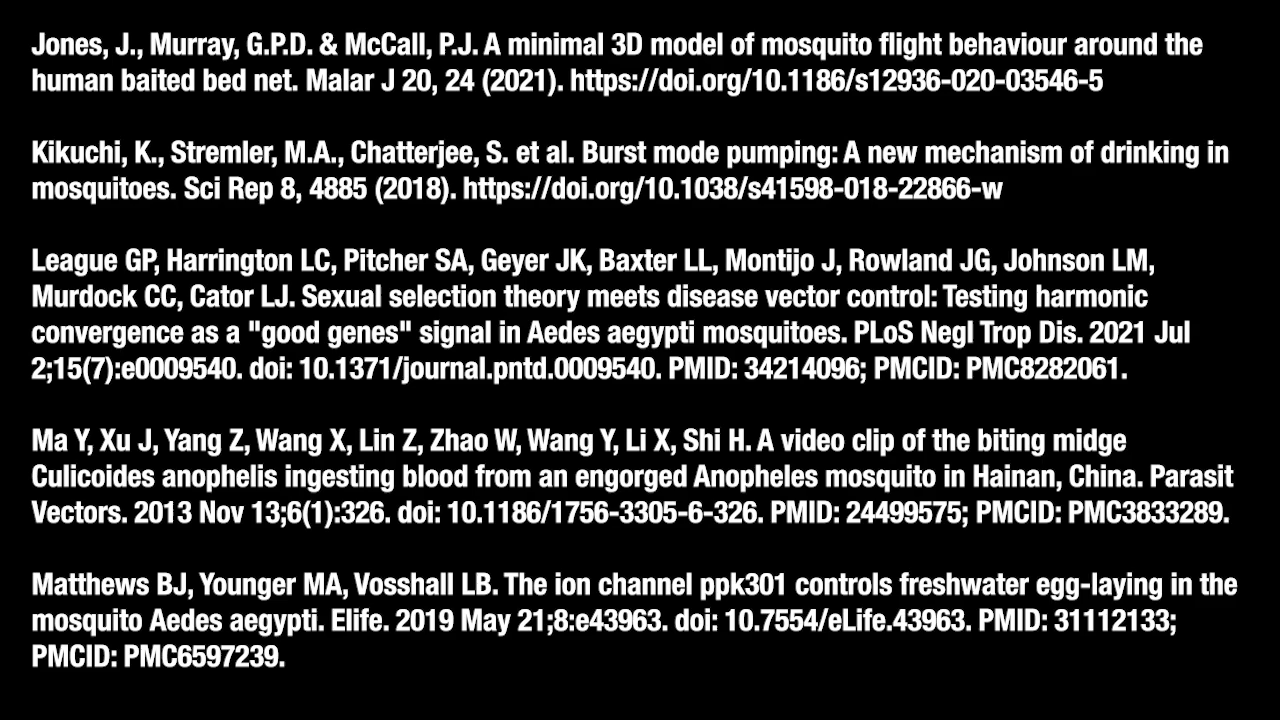 Jones, J., Murray, G.P.D. & McCall, P.J. A minimal 3D model of mosquito flight behaviour around the
human baited bed net. Malar J 20, 24 (2021). https://doi.org/10.1186/s12936-020-03546-5
Kikuchi, K., Stremler, M.A., Chatterjee, S. et al. Burst mode pumping: A new mechanism of drinking in
mosquitoes. Sci Rep 8, 4885 (2018). https://doi.org/10.1038/s41598-018-22866-w
League GP, Harrington LC, Pitcher SA, Geyer JK, Baxter LL, Montijo J, Rowland JG, Johnson LM,
Murdock CC, Cator LJ. Sexual selection theory meets disease vector control: Testing harmonic
convergence as a "good genes" signal in Aedes aegypti mosquitoes. PLoS Negl Trop Dis. 2021 Jul
2;15(7):e0009540. doi: 10.1371/journal.pntd.0009540. PMID: 34214096; PMCID: PMC8282061.
Ma Y, Xu J, Yang Z, Wang X, Lin Z, Zhao W, Wang Y, Li X, Shi H. A video clip of the biting midge
Culicoides anophelis ingesting blood from an engorged Anopheles mosquito in Hainan, China. Parasit
Vectors. 2013 Nov 13;6(1):326. doi: 10.1186/1756-3305-6-326. PMID: 24499575; PMCID: PMC3833289.
Matthews BJ, Younger MA, Vosshall LB. The ion channel ppk301 controls freshwater egg-laying in the
mosquito Aedes aegypti. Elife. 2019 May 21;8:e43963. doi: 10.7554/eLife.43963. PMID: 31112133;
PMCID: PMC6597239.